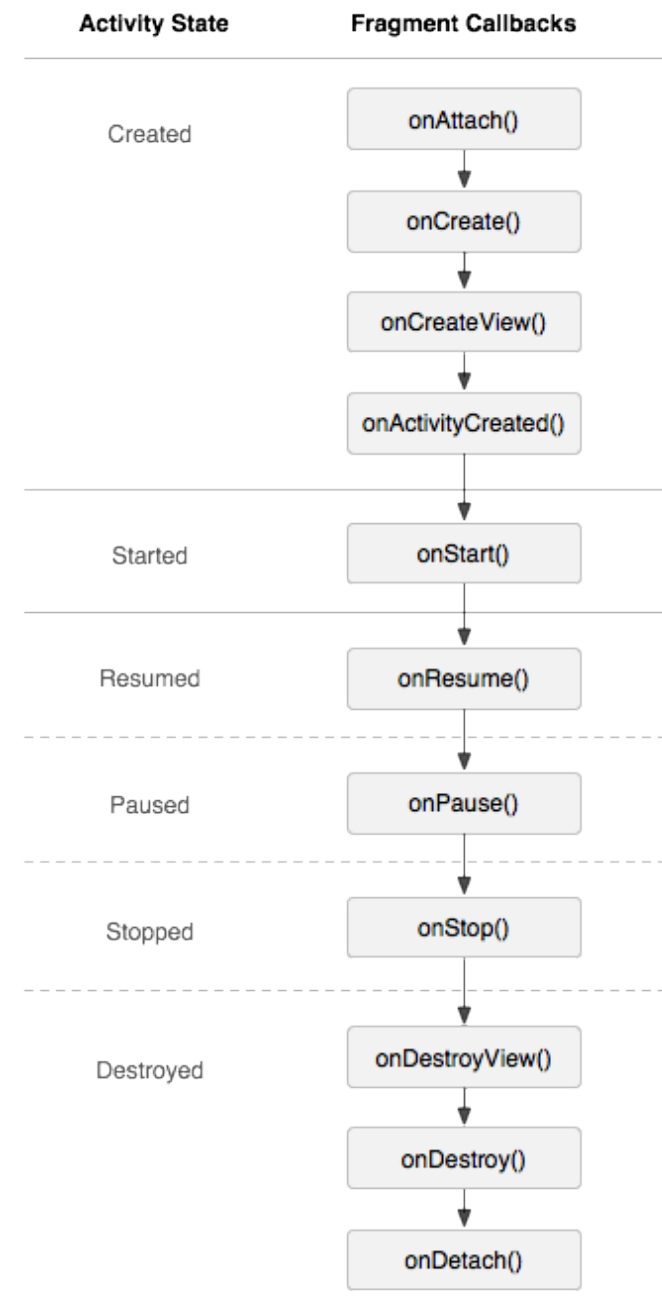 Activity State
Fragment Callbacks
Created
onAttach()
onCreate()
onCreateView()
onActivityCreated()
Started
onStart()
Resumed
onResume()
Paused
onPause()
Stopped
onStop()
Destroyed
onDestroyView()
onDestroy()
onDetach()